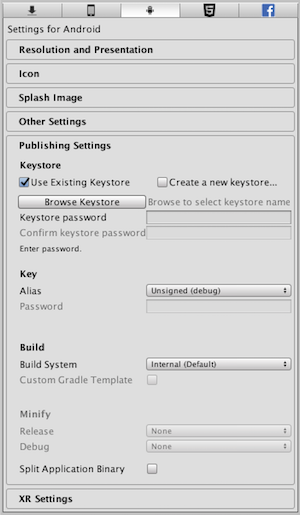 Settings for Android
Resolution and Presentation
Icon
Splash Image
Other Settings
Publishing Settings
Keystore
Use Existing Keystore Create a new keystore...
Browse Keystore Browse to select keystore name
Keystore password
Confirm keystore password
Enter password.
Key
Alias Unsigned (debug)
Password
Build
Build System Internal (Default)
Custom Gradle Template
Minify
Release None
Debug None
Split Application Binary
XR Settings